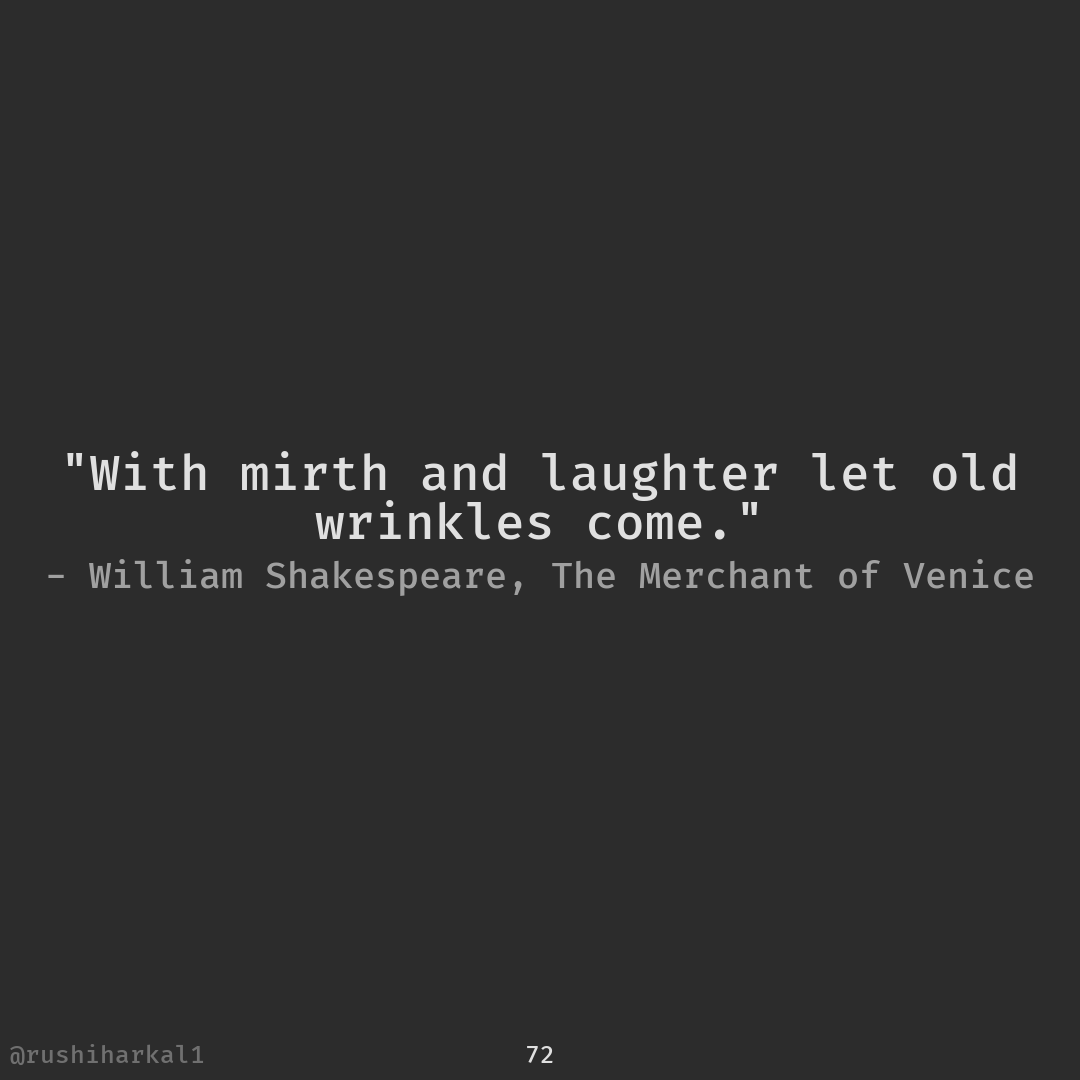 "With mirth and laughter let old
wrinkles come."
- William Shakespeare, The Merchant of Venice
@rushiharkal1
72